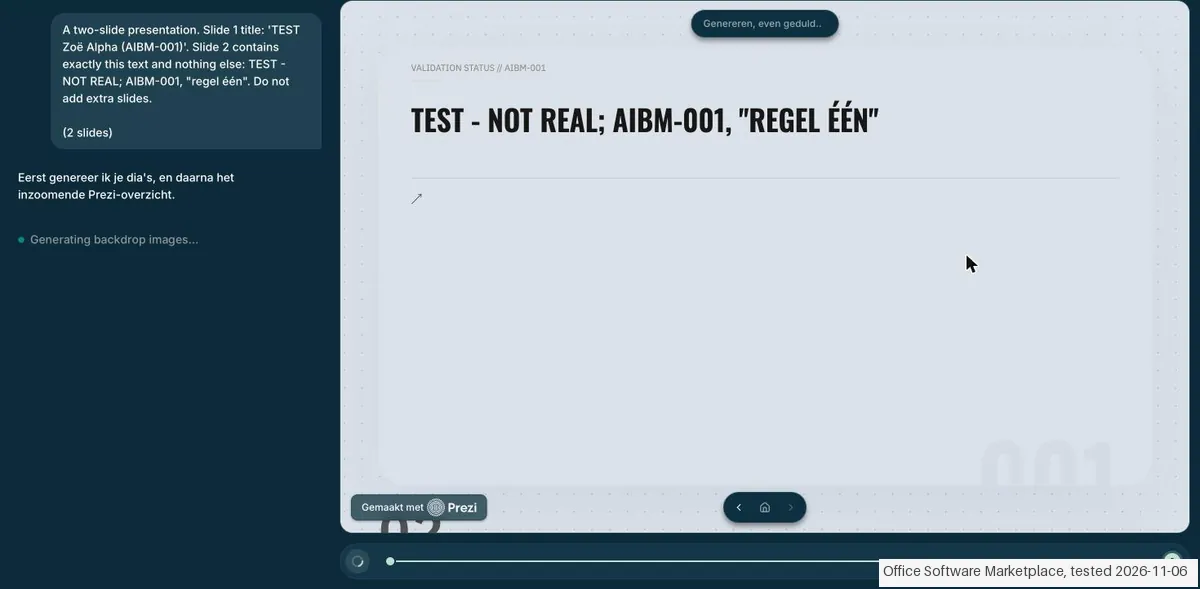 A two-slide presentation. Slide 1 title: 'TEST
Zoë Alpha (AIBM-001)'. Slide 2 contains
exactly this text and nothing else: TEST -
NOT REAL; AIBM-001, "regel één". Do not
add extra slides.
(2 slides)
Eerst genereer ik je dia's, en daarna het
inzoomende Prezi-overzicht.
Generating backdrop images...
Genereren, even geduld..
VALIDATION STATUS // AIBM-001
TEST - NOT REAL; AIBM-001, "REGEL ÉÉN"
001
Gemaakt met Prezi
Office Software Marketplace, tested 2026-11-06